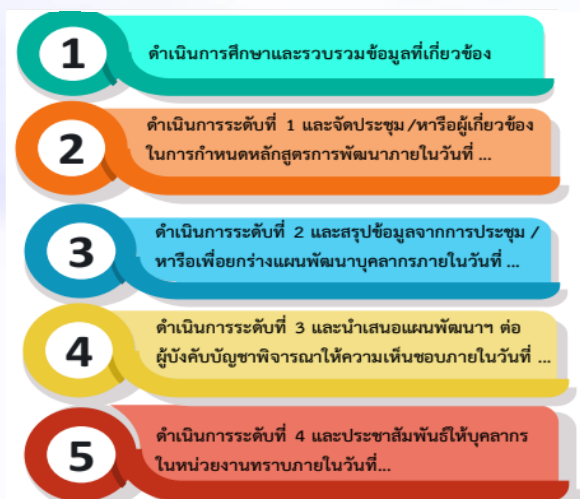 1
ดำเนินการศึกษาและรวบรวมข้อมูลที่เกี่ยวข้อง
2
ดำเนินการระดับที่ 1 และจัดประชุม/หารือผู้เกี่ยวข้อง
ในการกำหนดหลักสูตรการพัฒนาภายในวันที่ ...
3
ดำเนินการระดับที่ 2 และสรุปข้อมูลจากการประชุม /
หารือเพื่อยกร่างแผนพัฒนาบุคลากรภายในวันที่ ...
4
ดำเนินการระดับที่ 3 และนำเสนอแผนพัฒนาฯ ต่อ
ผู้บังคับบัญชาพิจารณาให้ความเห็นชอบภายในวันที่ ...
5
ดำเนินการระดับที่ 4 และประชาสัมพันธ์ให้บุคลากร
ในหน่วยงานทราบภายในวันที่...